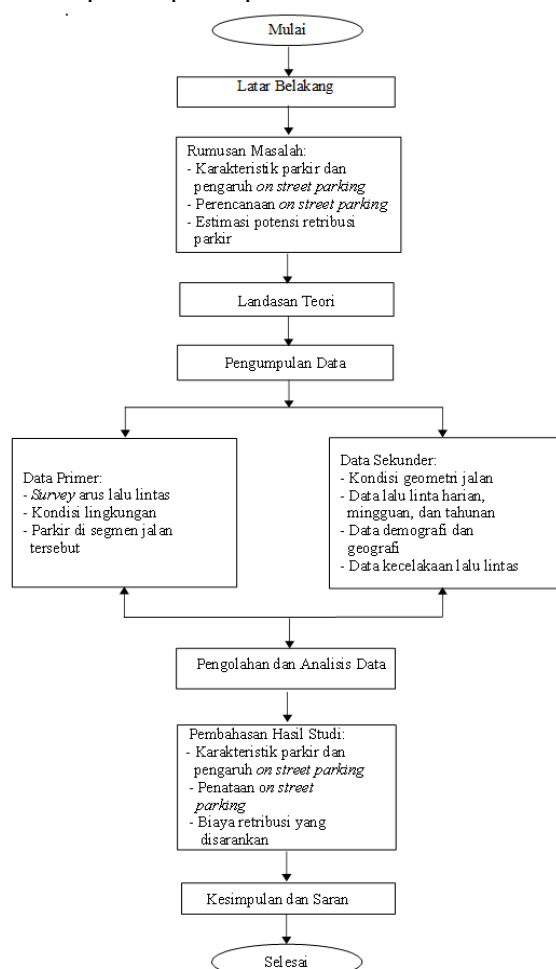 Mulai
Latar Belakang
Rumusan Masalah:
- Karakteristik parkir dan
pengaruh on street parking
- Perencanaan on street parking
- Estimasi potensi retribusi
parkir
Landasan Teori
Pengumpulan Data
Data Primer:
- Survey arus lalu lintas
- Kondisi lingkungan
- Parkir di segmen jalan
tersebut
Data Sekunder:
- Kondisi geometri jalan
- Data lalu linta harian,
mingguan, dan tahunan
- Data demografi dan
geografi
- Data kecelakaan lalu lintas
Pengolahan dan Analisis Data
Pembahasan Hasil Studi:
- Karakteristik parkir dan
pengaruh on street parking
- Penataan on street
parking
- Biaya retribusi yang
disarankan
Kesimpulan dan Saran
Selesai